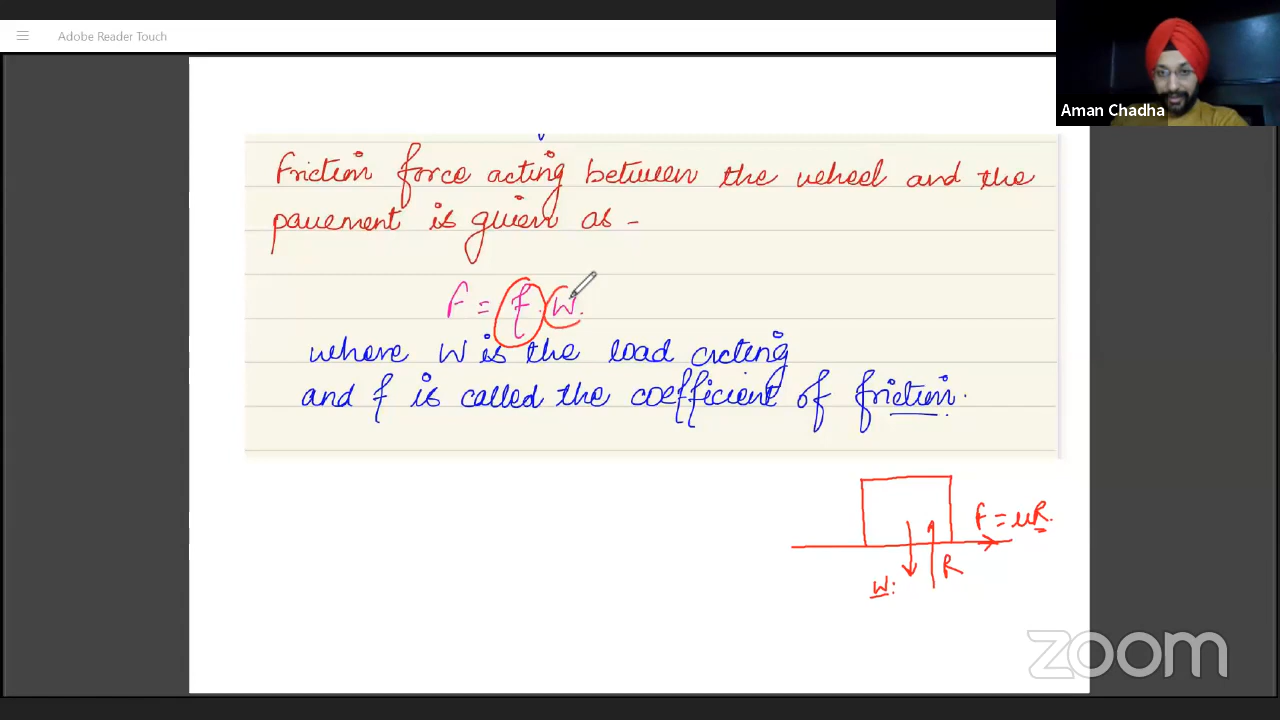 Adobe Reader Touch
Aman Chadha
Friction force acting between the wheel and the
pavement is given as -
F = f. W.
where W is the load acting
and f is called the coefficient of friction.
F = μR.
R
W:
zoom